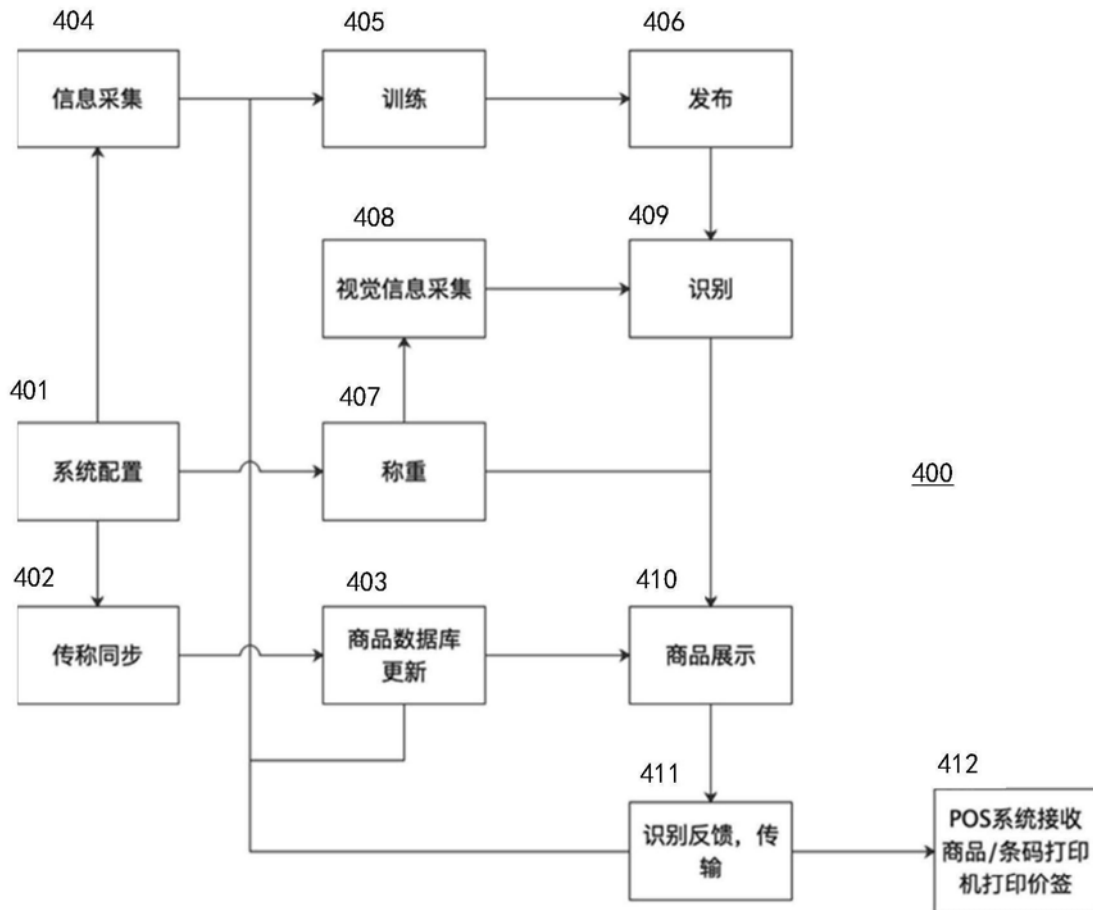 404
405
406
信息采集
训练
发布
408
409
视觉信息采集
识别
401
407
系统配置
称重
400
402
403
410
传称同步
商品数据库
更新
商品展示
411
412
识别反馈，传
输
POS系统接收
商品/条码打印
机打印价签